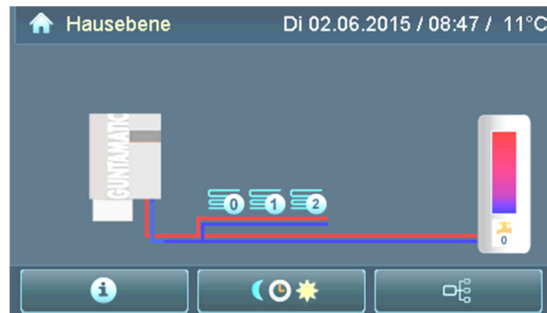 Hausebene Di 02.06.2015 / 08:47 / 11°C
GUNTAMATIC
0 1 2
0
i